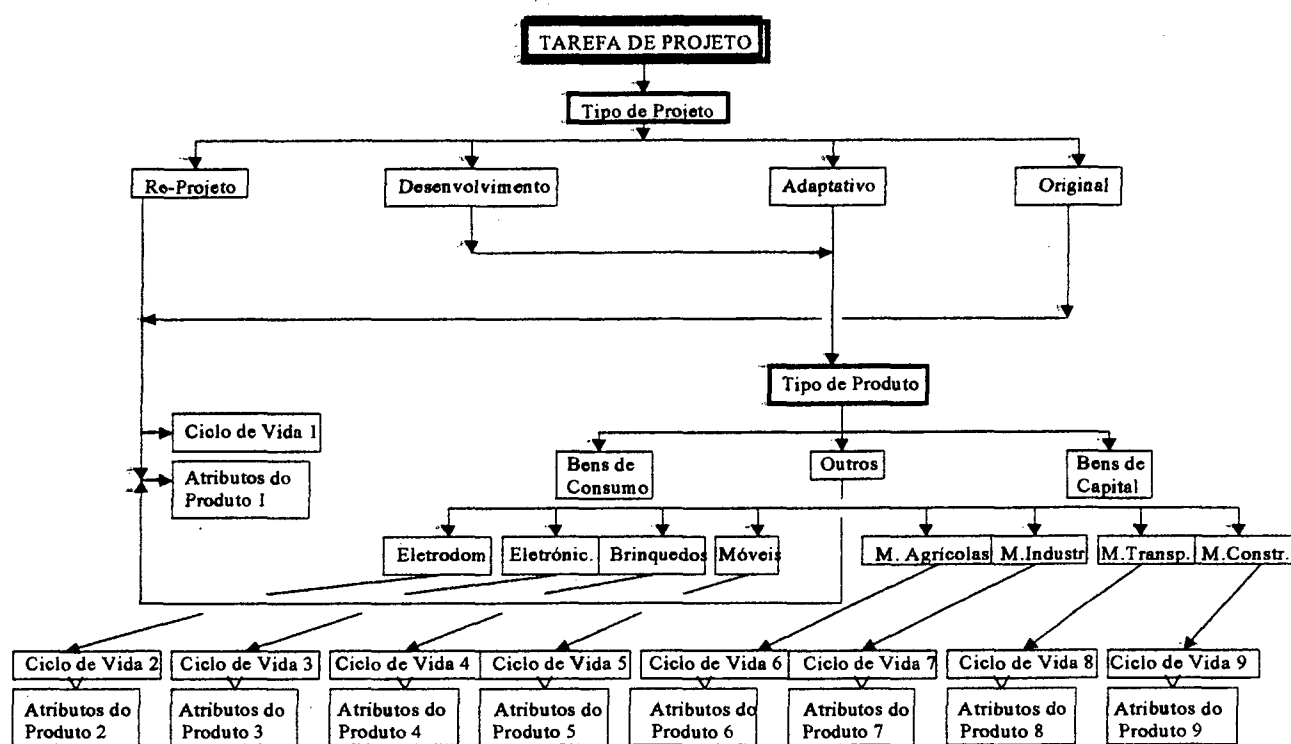 TAREFA DE PROJETO
Tipo de Projeto
Re-Projeto
Desenvolvimento
Adaptativo
Original
Tipo de Produto
Ciclo de Vida 1
Atributos do
Produto 1
Bens de
Consumo
Outros
Bens de
Capital
Eletrodom
Eletrónic.
Brinquedos
Móveis
M. Agrícolas
M.Industr
M.Transp.
M.Constr.
Ciclo de Vida 2
Ciclo de Vida 3
Ciclo de Vida 4
Ciclo de Vida 5
Ciclo de Vida 6
Ciclo de Vida 7
Ciclo de Vida 8
Ciclo de Vida 9
Atributos do
Produto 2
Atributos do
Produto 3
Atributos do
Produto 4
Atributos do
Produto 5
Atributos do
Produto 6
Atributos do
Produto 7
Atributos do
Produto 8
Atributos do
Produto 9